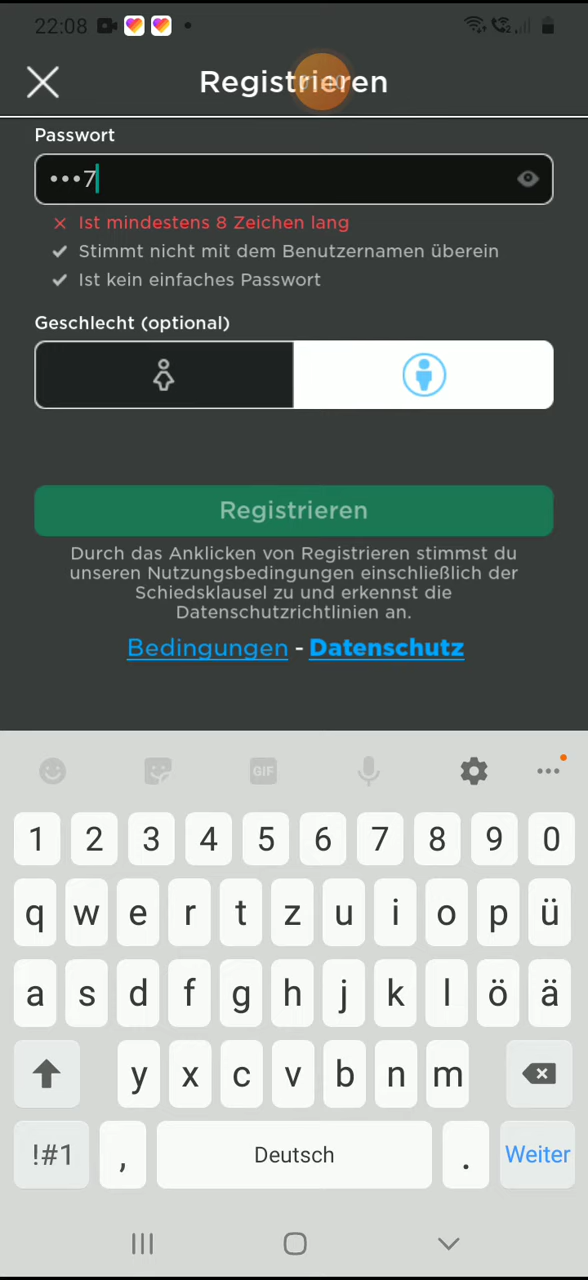 22:08
Registrieren
Passwort
•••7
Ist mindestens 8 Zeichen lang
Stimmt nicht mit dem Benutzernamen überein
Ist kein einfaches Passwort
Geschlecht (optional)
Registrieren
Durch das Anklicken von Registrieren stimmst du
unseren Nutzungsbedingungen einschließlich der
Schiedsklausel zu und erkennst die
Datenschutzrichtlinien an.
Bedingungen - Datenschutz
GIF
1 2 3 4 5 6 7 8 9 0
q w e r t z u i o p ü
a s d f g h j k l ö ä
y x c v b n m
!#1 , Deutsch . Weiter